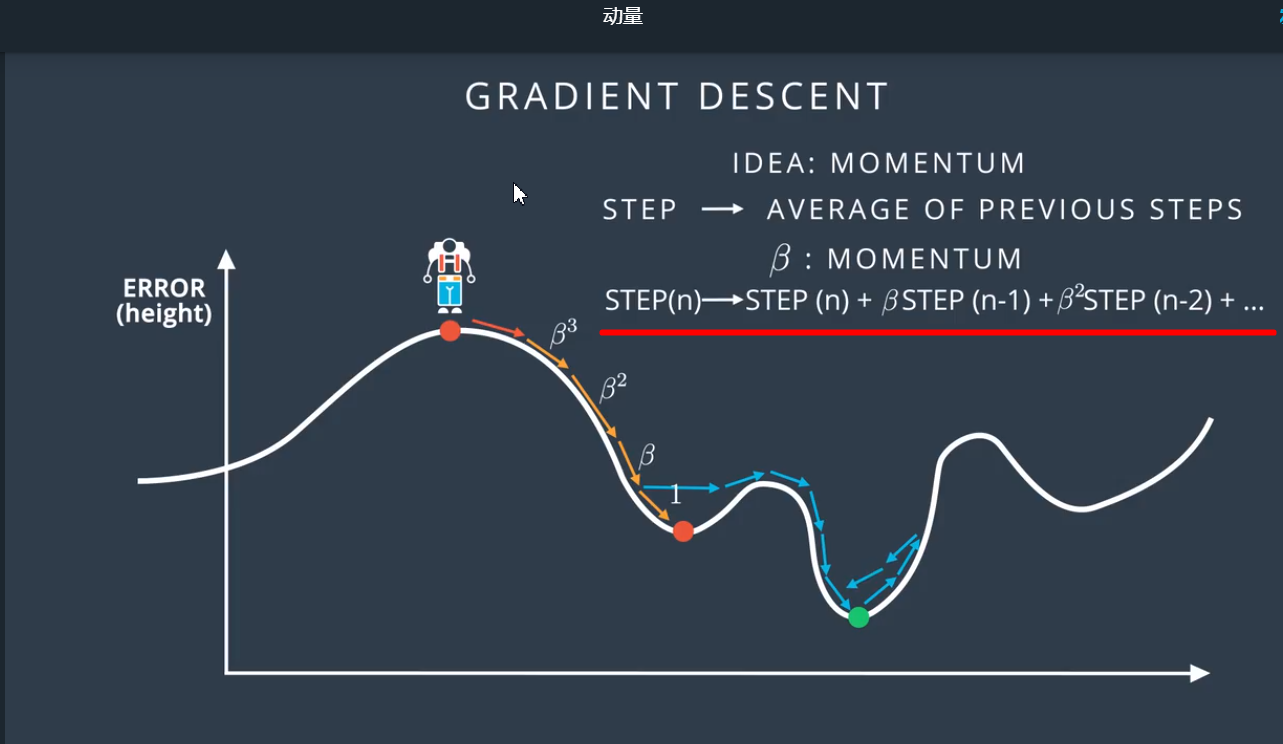 动量
GRADIENT DESCENT
IDEA: MOMENTUM
STEP → AVERAGE OF PREVIOUS STEPS
β : MOMENTUM
STEP(n)→STEP (n) + βSTEP (n-1) + β²STEP (n-2) + ...
ERROR
(height)
β³
β²
β
1